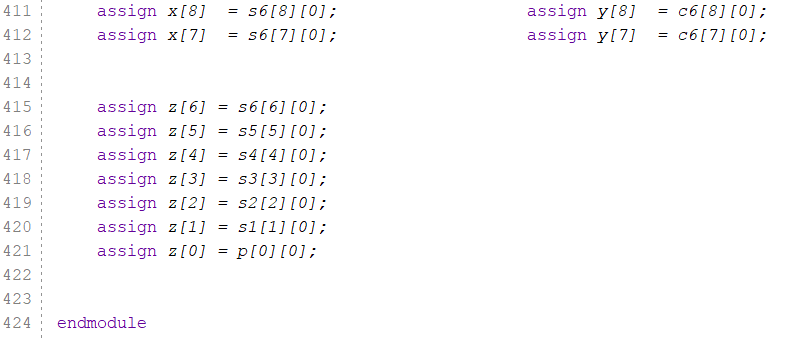 411 assign x[8]  = s6[8][0]; assign y[8]  = c6[8][0];
412 assign x[7]  = s6[7][0]; assign y[7]  = c6[7][0];
413
414
415 assign z[6] = s6[6][0];
416 assign z[5] = s5[5][0];
417 assign z[4] = s4[4][0];
418 assign z[3] = s3[3][0];
419 assign z[2] = s2[2][0];
420 assign z[1] = s1[1][0];
421 assign z[0] = p[0][0];
422
423
424 endmodule